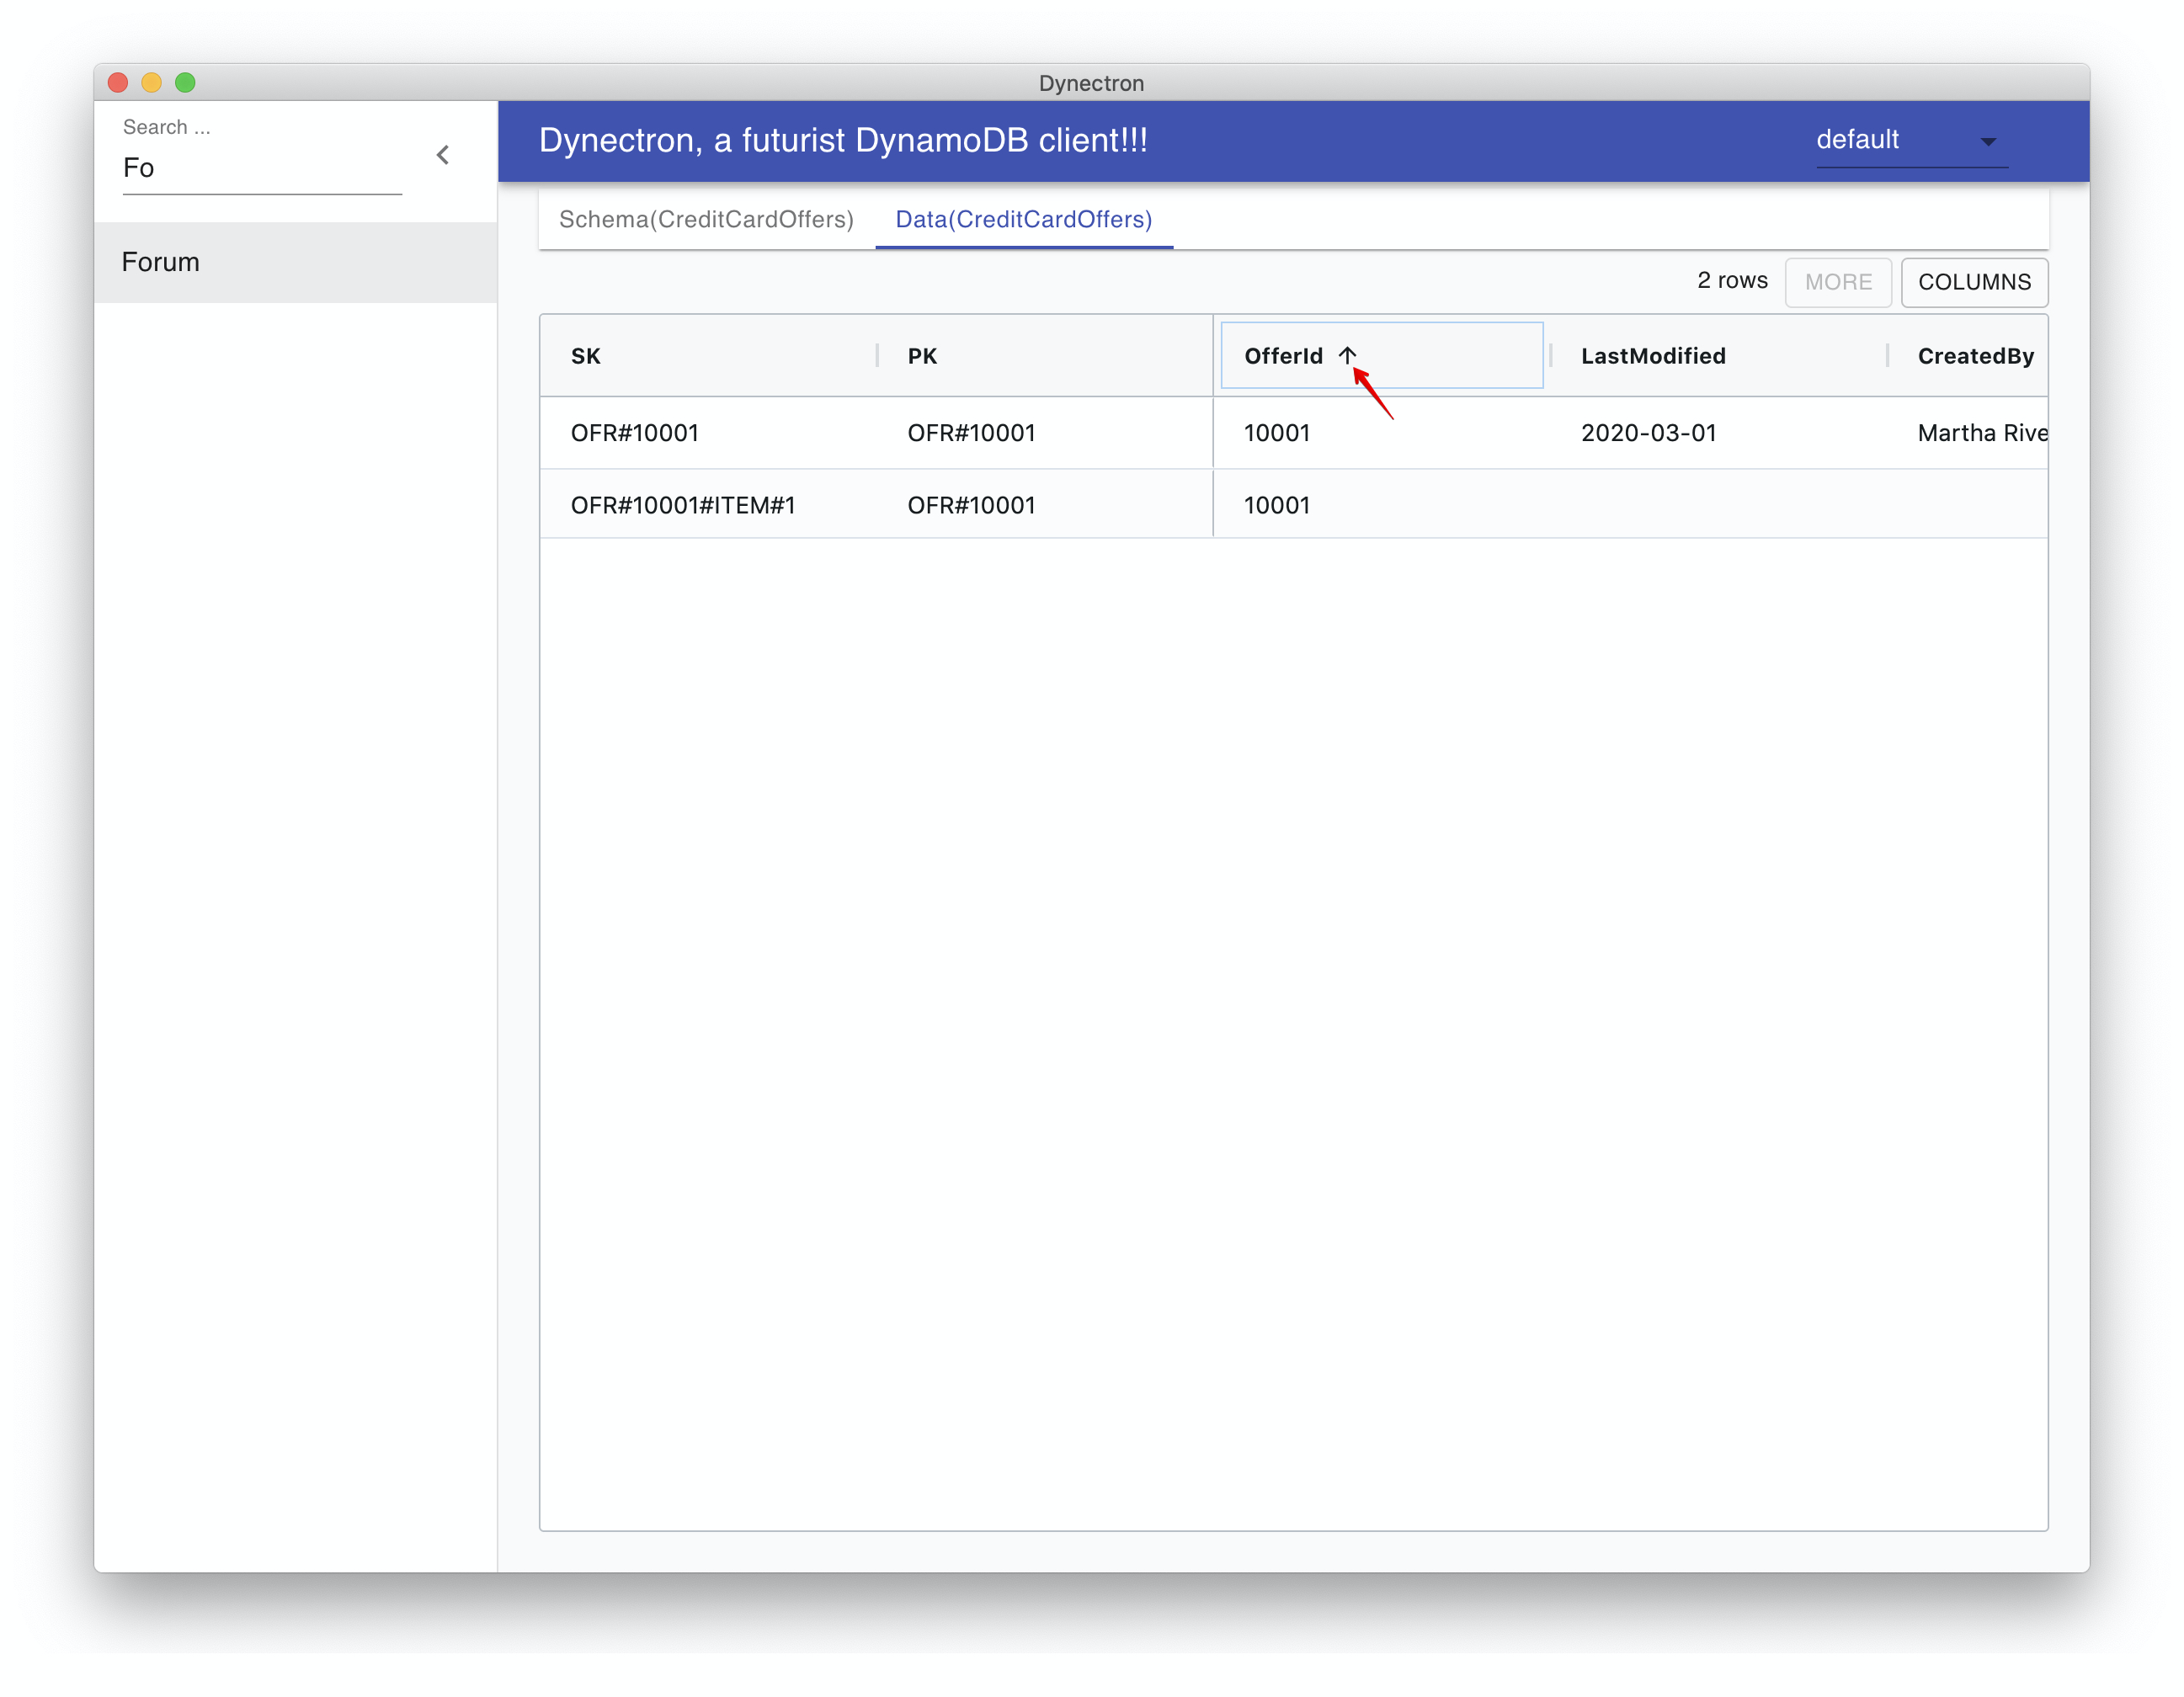 Dynectron
Search ...
Fo
Forum
Dynectron, a futurist DynamoDB client!!!
default
Schema(CreditCardOffers) Data(CreditCardOffers)
2 rows MORE COLUMNS
SK PK OfferId LastModified CreatedBy
OFR#10001 OFR#10001 10001 2020-03-01 Martha Rive
OFR#10001#ITEM#1 OFR#10001 10001